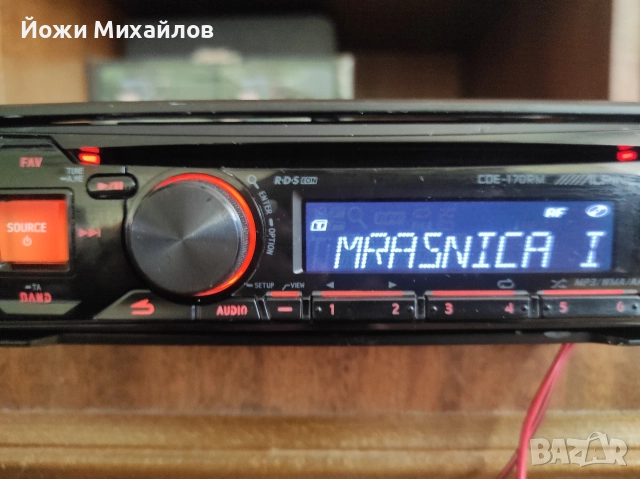 Йожи Михайлов
FAV
TUNE
R·D·S EON
CDE-170RM
SOURCE
ENTER
OPTION
AF
MRASNICA I
TA
BAND
SETUP
VIEW
AUDIO
1 2 3 4 5 6
MP3/WMA/A
BAZAR